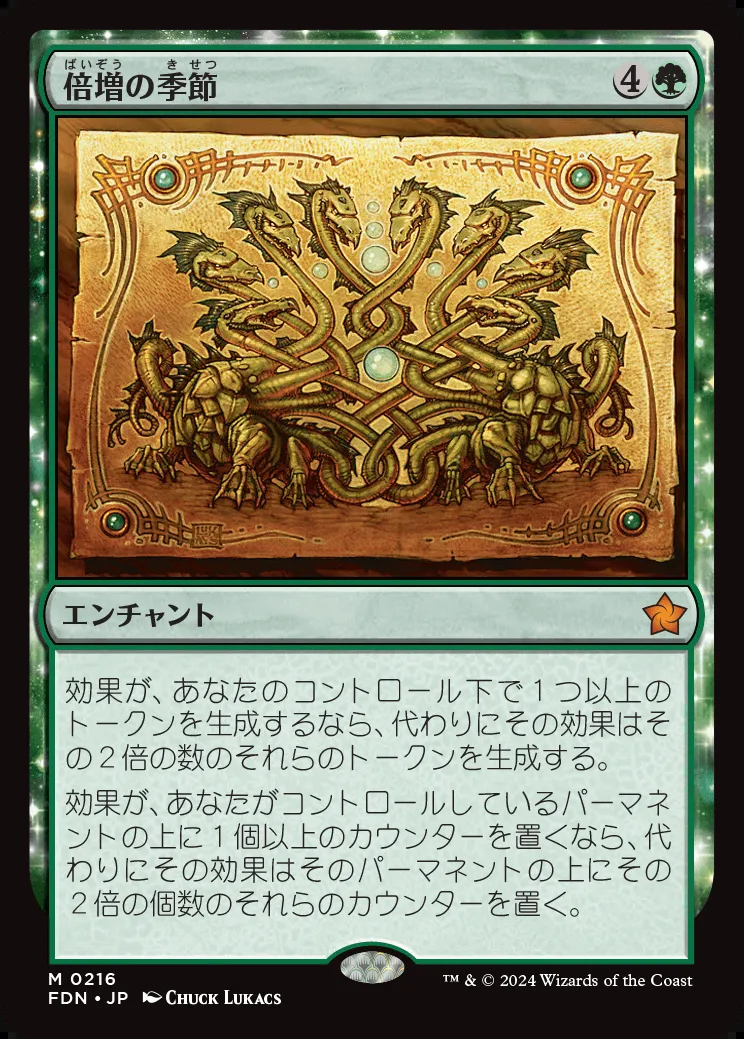 ばいぞう きせつ
倍増の季節 4
エンチャント
効果が、あなたのコントロール下で1つ以上の
トークンを生成するなら、代わりにその効果はそ
の2倍の数のそれらのトークンを生成する。
効果が、あなたがコントロールしているパーマネ
ントの上に1個以上のカウンターを置くなら、代
わりにその効果はそのパーマネントの上にその
2倍の個数のそれらのカウンターを置く。
M 0216
FDN • JP CHUCK LUKACS
™ & © 2024 Wizards of the Coast